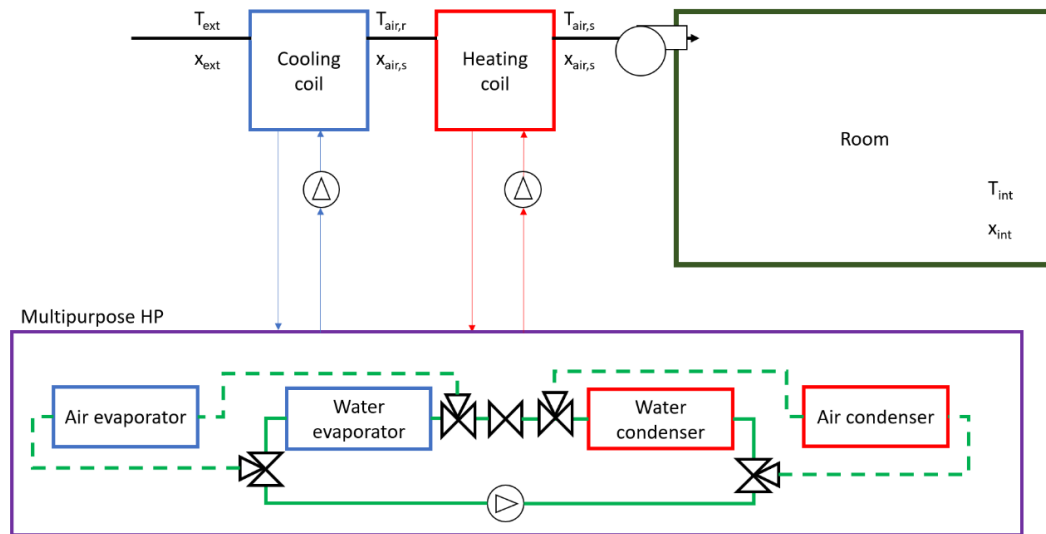 T_ext
T_air,r
T_air,s
x_ext
Cooling
coil
x_air,s
Heating
coil
x_air,s
Room
T_int
x_int
Multipurpose HP
Air evaporator
Water
evaporator
Water
condenser
Air condenser